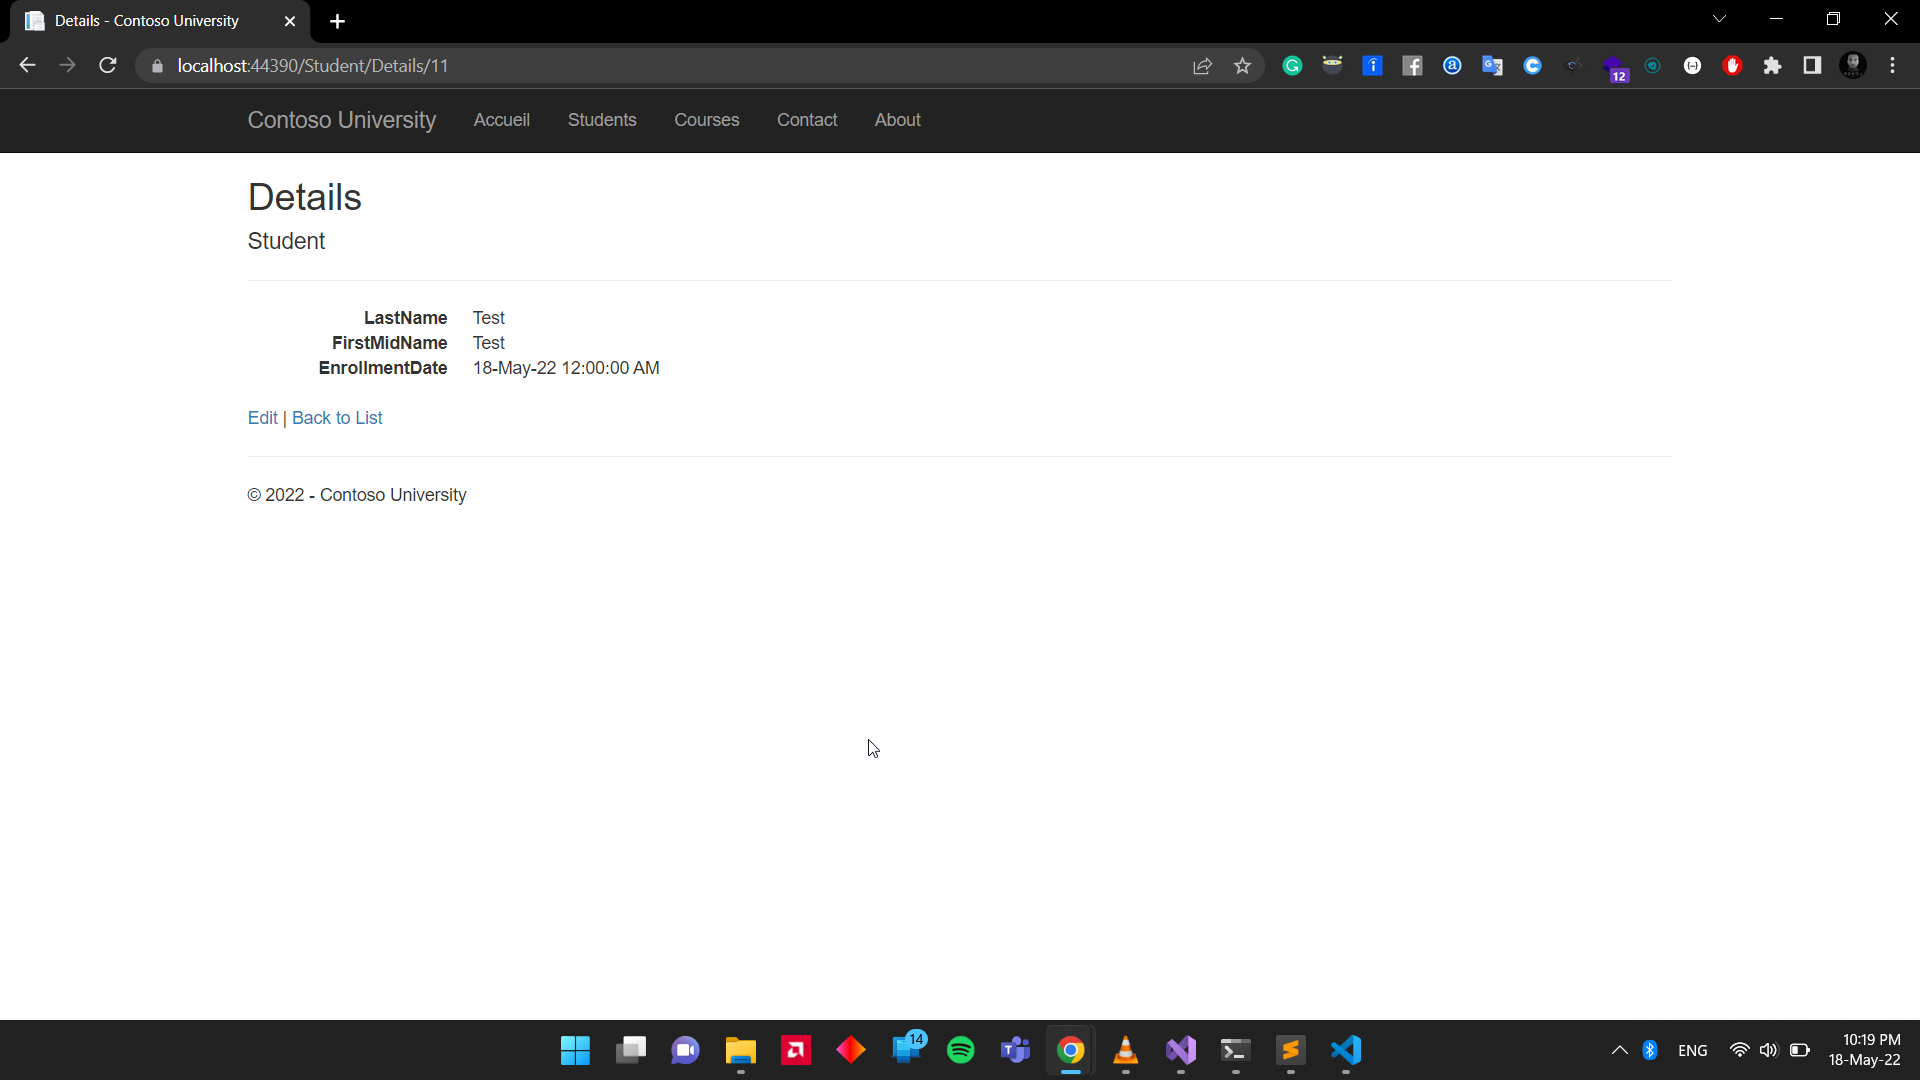 Details - Contoso University
localhost:44390/Student/Details/11
12
Contoso University Accueil Students Courses Contact About
Details
Student
LastName Test
FirstMidName Test
EnrollmentDate 18-May-22 12:00:00 AM
Edit | Back to List
© 2022 - Contoso University
14
ENG
10:19 PM
18-May-22